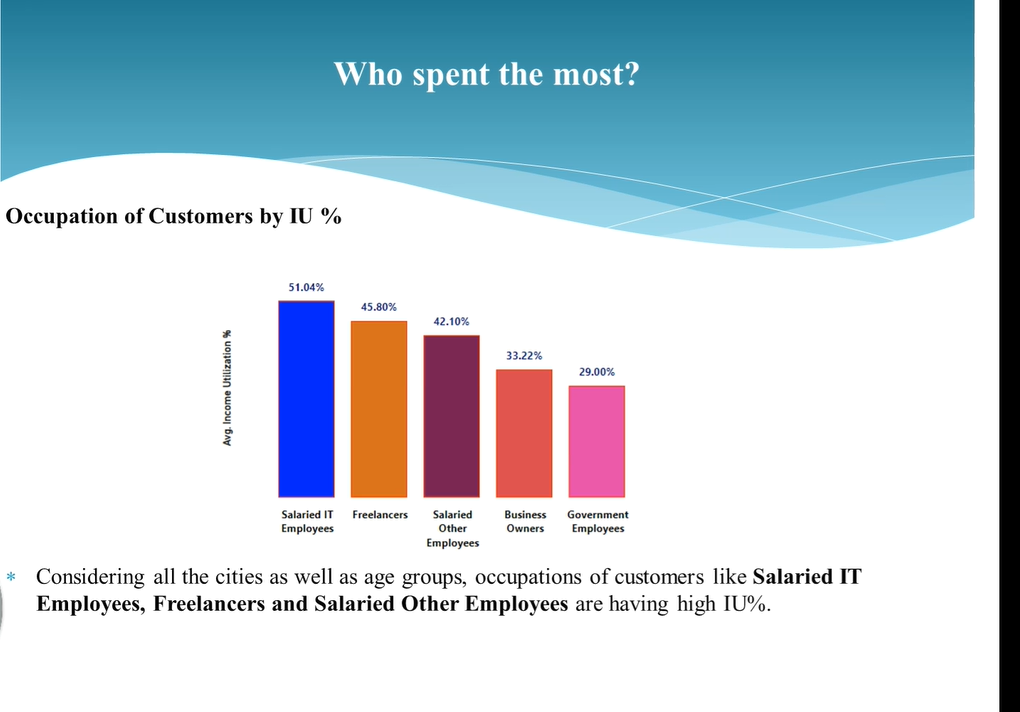 Who spent the most?
Occupation of Customers by IU %
51.04%
45.80%
42.10%
33.22%
29.00%
Avg. Income Utilization %
Salaried IT
Employees
Freelancers
Salaried
Other
Employees
Business
Owners
Government
Employees
* Considering all the cities as well as age groups, occupations of customers like Salaried IT
Employees, Freelancers and Salaried Other Employees are having high IU%.